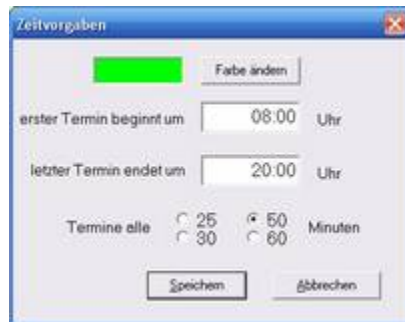 Zeitvorgaben
Farbe ändern
erster Termin beginnt um 08:00 Uhr
letzter Termin endet um 20:00 Uhr
Termine alle 25 50 Minuten
30 60
Speichern Abbrechen